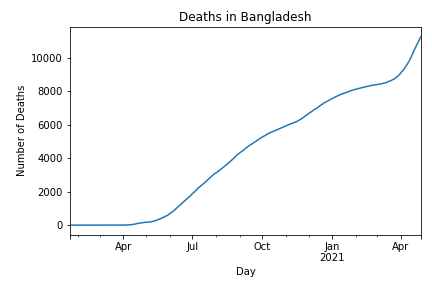 Deaths in Bangladesh
Number of Deaths
10000
8000
6000
4000
2000
0
Apr
Jul
Oct
Jan
2021
Apr
Day